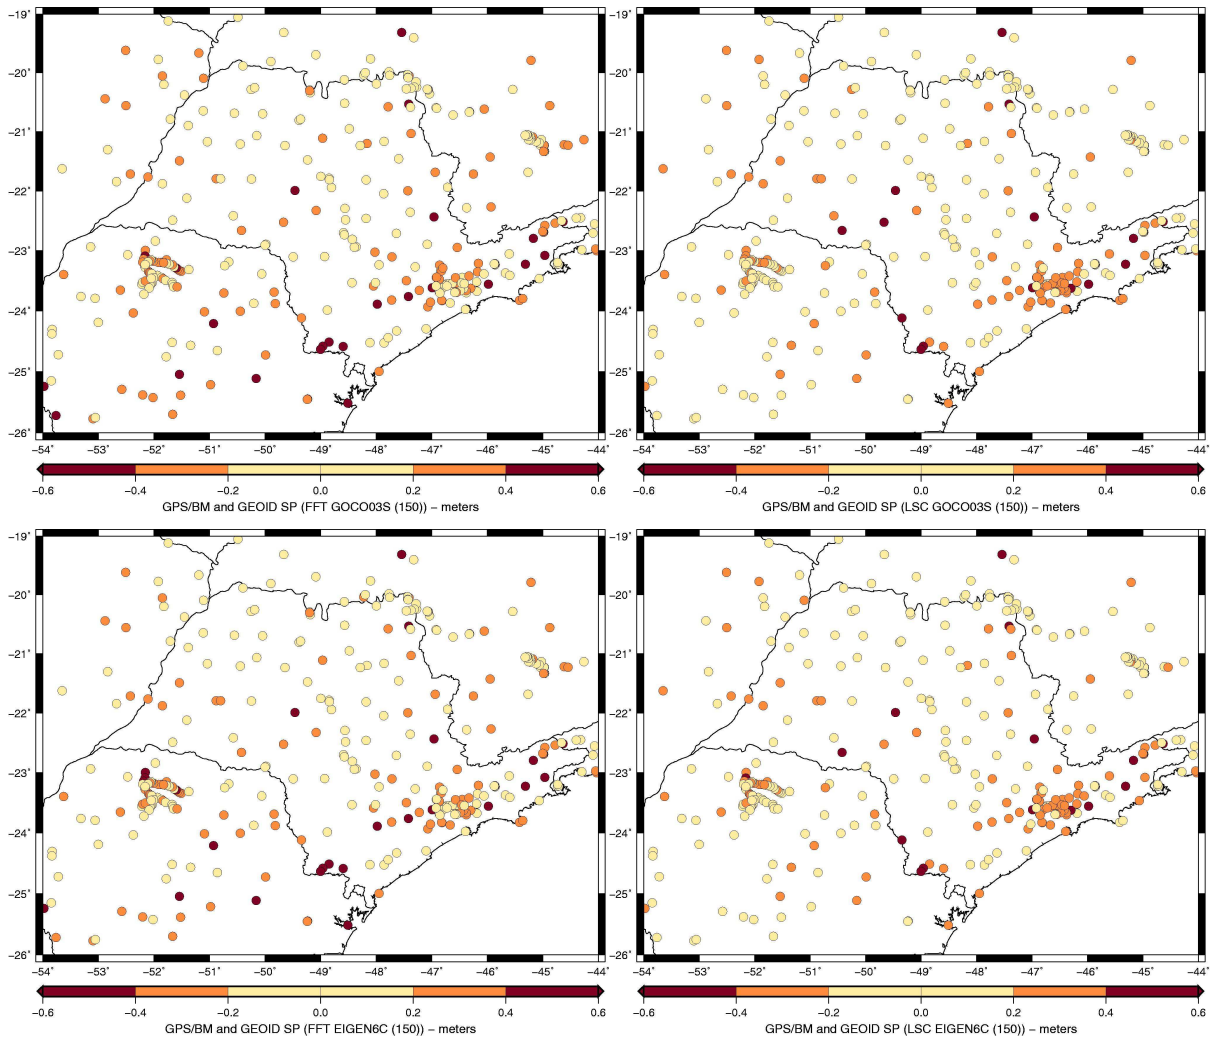 −19˚
−20˚
−21˚
−22˚
−23˚
−24˚
−25˚
−26˚
−54˚ −53˚ −52˚ −51˚ −50˚ −49˚ −48˚ −47˚ −46˚ −45˚ −44˚
−0.6 −0.4 −0.2 0.0 0.2 0.4 0.6
GPS/BM and GEOID SP (FFT GOCO03S (150)) − meters
−19˚
−20˚
−21˚
−22˚
−23˚
−24˚
−25˚
−26˚
−54˚ −53˚ −52˚ −51˚ −50˚ −49˚ −48˚ −47˚ −46˚ −45˚ −44˚
−0.6 −0.4 −0.2 0.0 0.2 0.4 0.6
GPS/BM and GEOID SP (LSC GOCO03S (150)) − meters
−19˚
−20˚
−21˚
−22˚
−23˚
−24˚
−25˚
−26˚
−54˚ −53˚ −52˚ −51˚ −50˚ −49˚ −48˚ −47˚ −46˚ −45˚ −44˚
−0.6 −0.4 −0.2 0.0 0.2 0.4 0.6
GPS/BM and GEOID SP (FFT EIGEN6C (150)) − meters
−19˚
−20˚
−21˚
−22˚
−23˚
−24˚
−25˚
−26˚
−54˚ −53˚ −52˚ −51˚ −50˚ −49˚ −48˚ −47˚ −46˚ −45˚ −44˚
−0.6 −0.4 −0.2 0.0 0.2 0.4 0.6
GPS/BM and GEOID SP (LSC EIGEN6C (150)) − meters